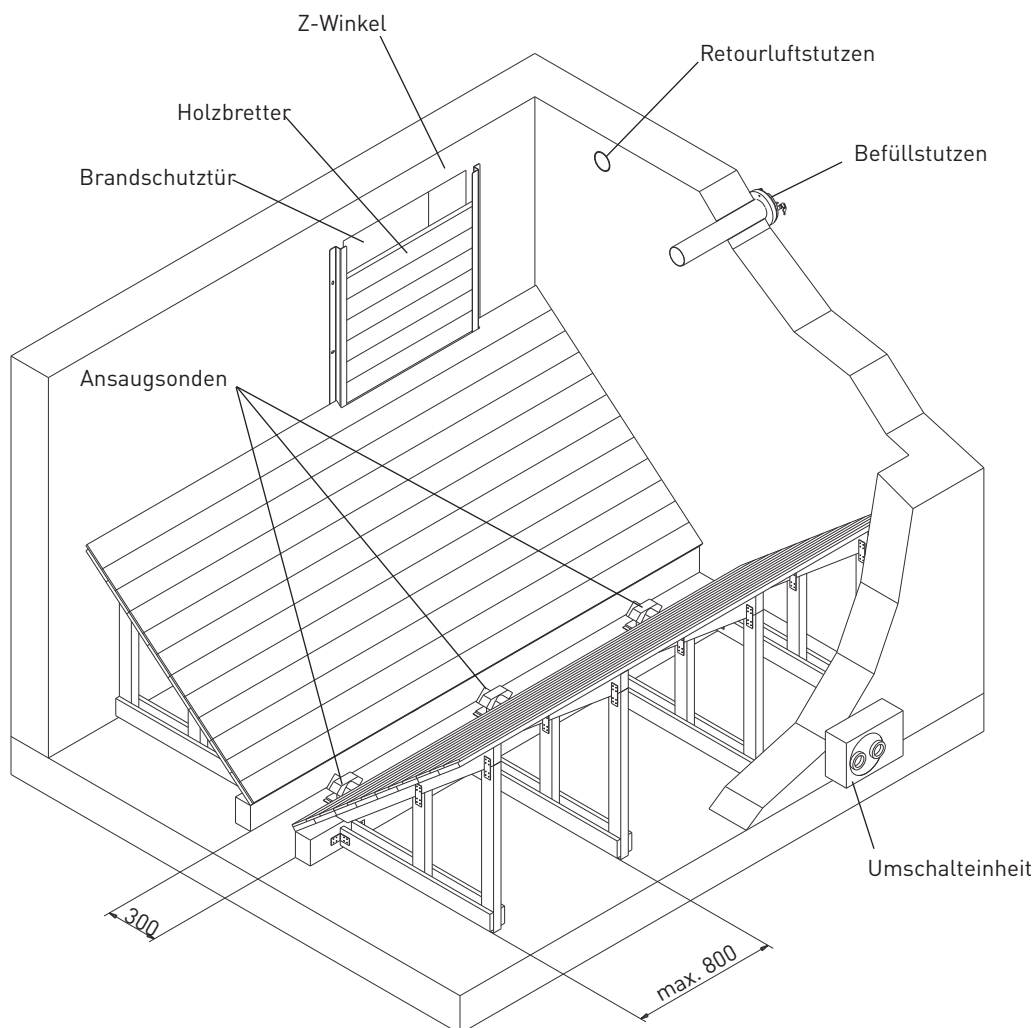 Z-Winkel
Retourluftstutzen
Holzbretter
Befüllstutzen
Brandschutztür
Ansaugsonden
Umschalteinheit
300
max. 800